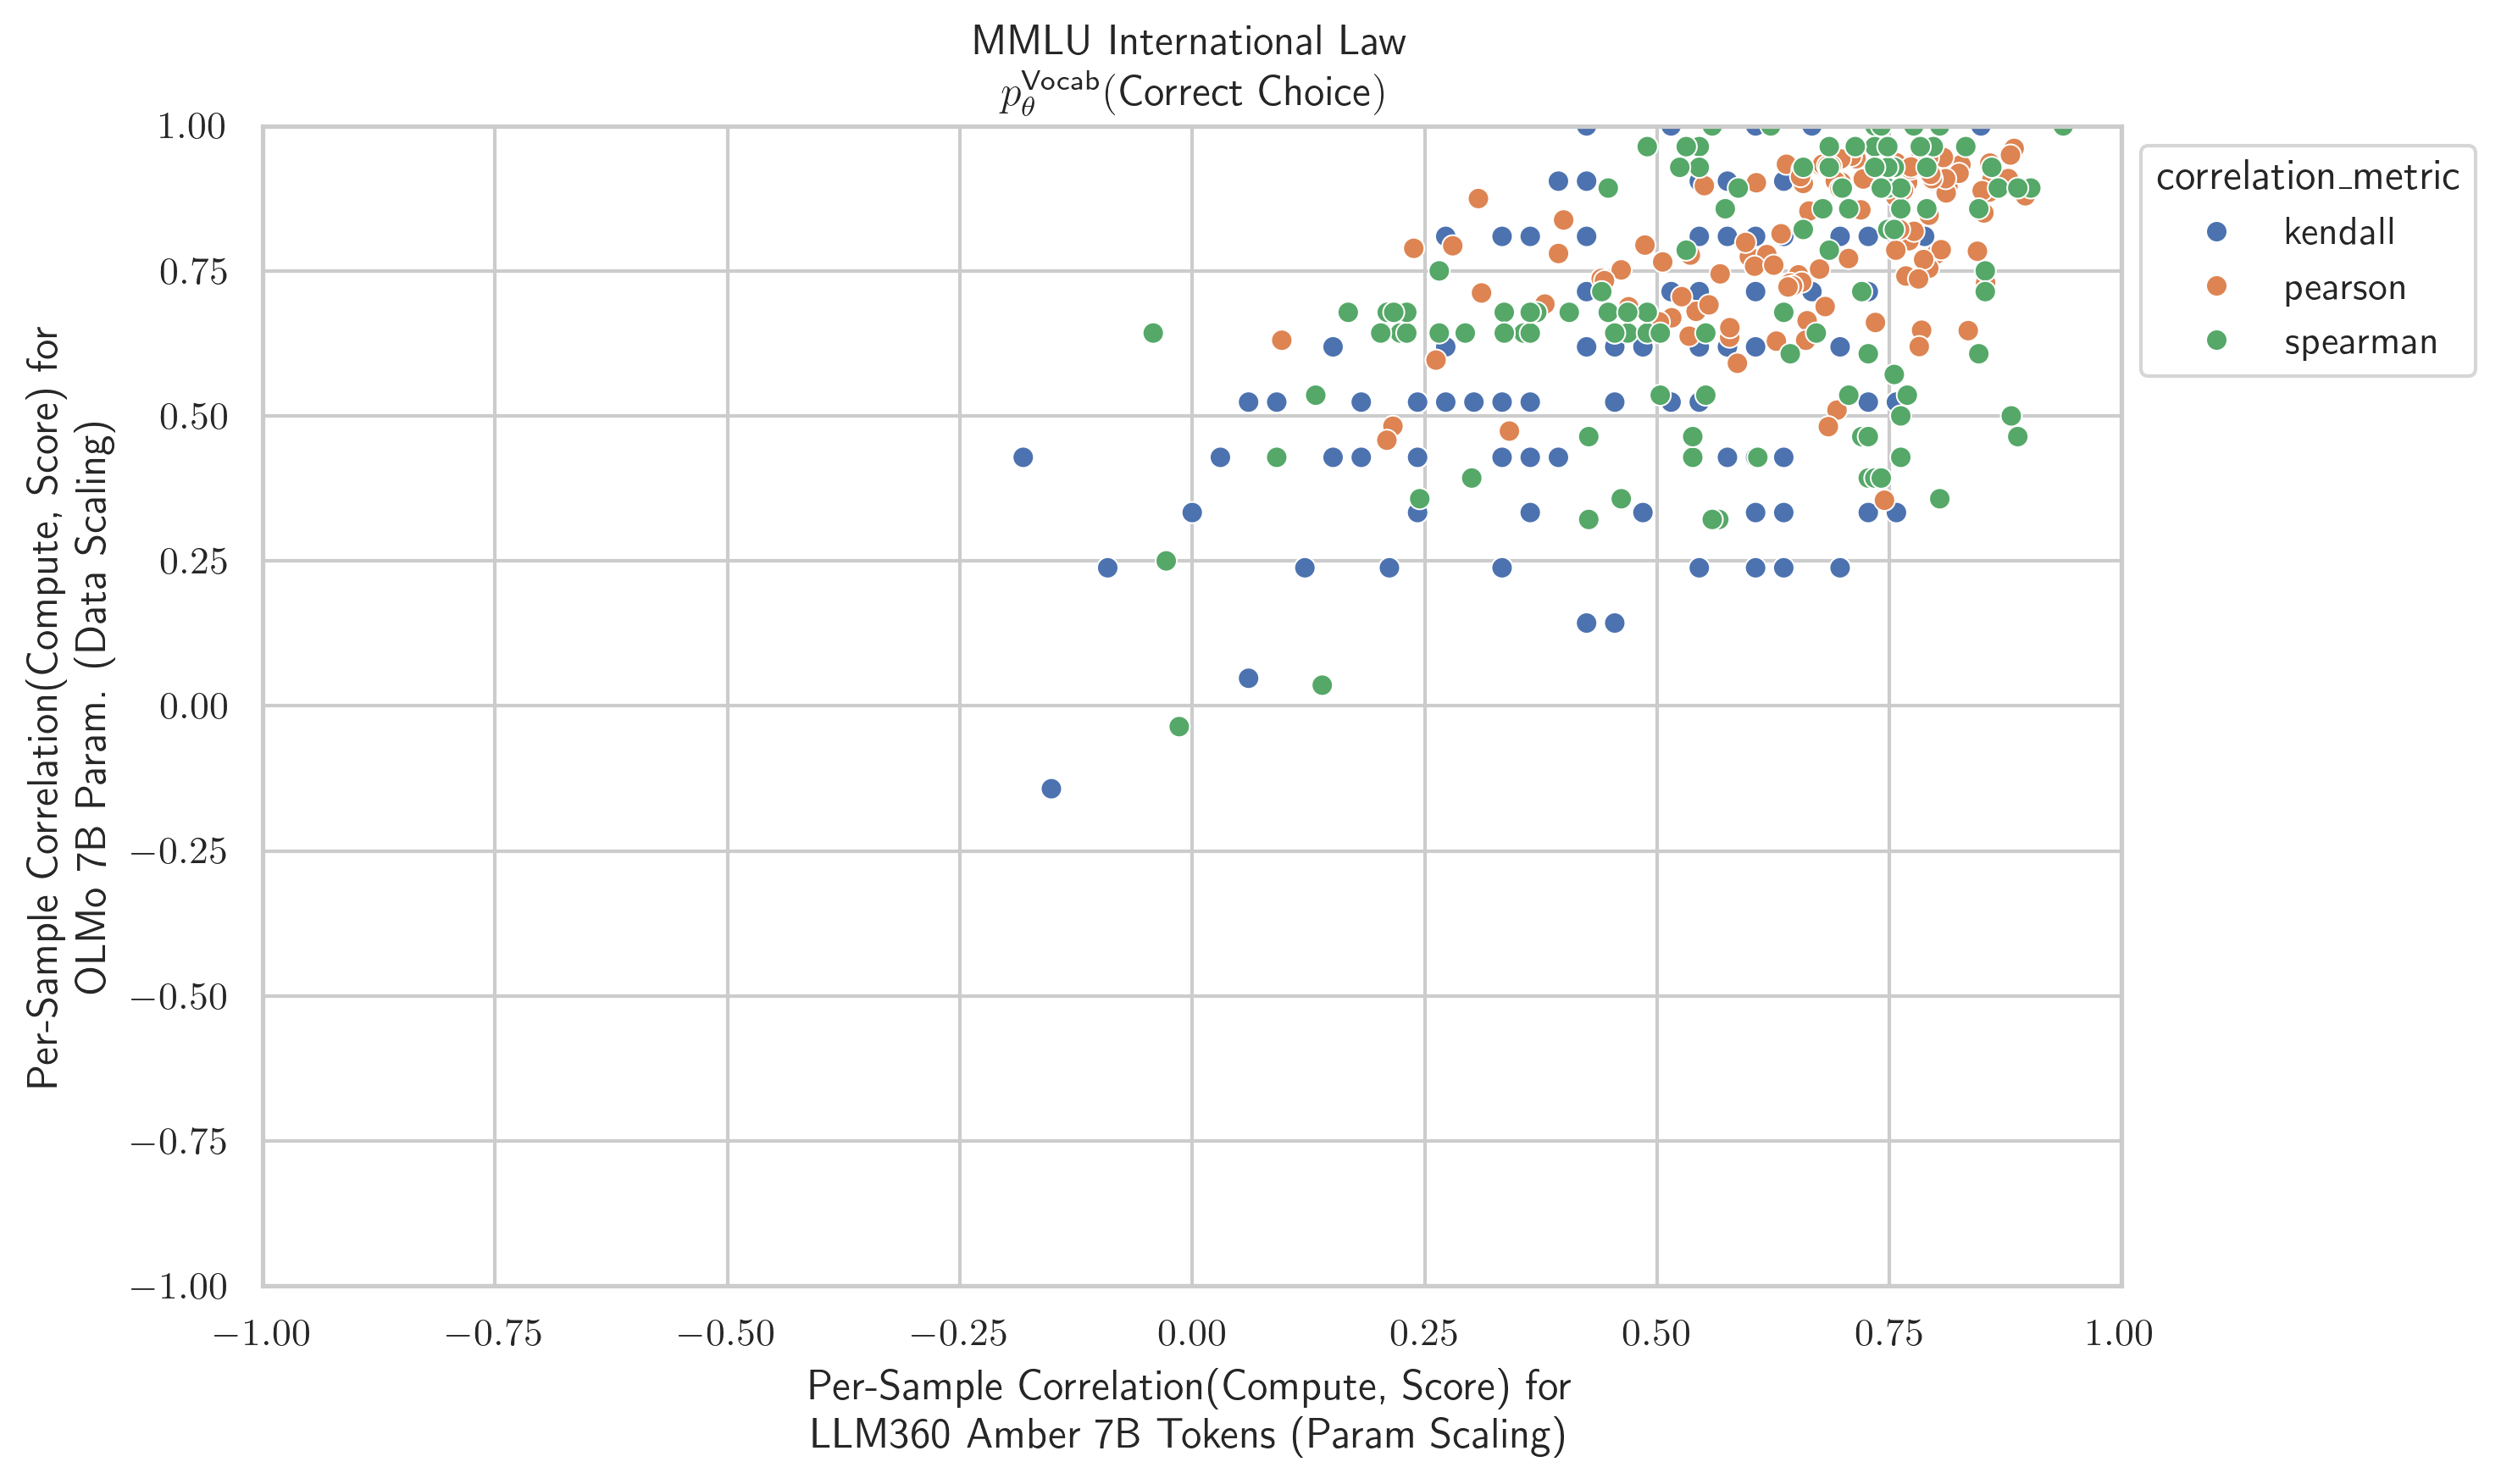 MMLU International Law
p_θ^Vocab(Correct Choice)
1.00
0.75
0.50
0.25
0.00
−0.25
−0.50
−0.75
−1.00
Per-Sample Correlation(Compute, Score) for
OLMo 7B Param. (Data Scaling)
−1.00 −0.75 −0.50 −0.25 0.00 0.25 0.50 0.75 1.00
Per-Sample Correlation(Compute, Score) for
LLM360 Amber 7B Tokens (Param Scaling)
correlation_metric
kendall
pearson
spearman